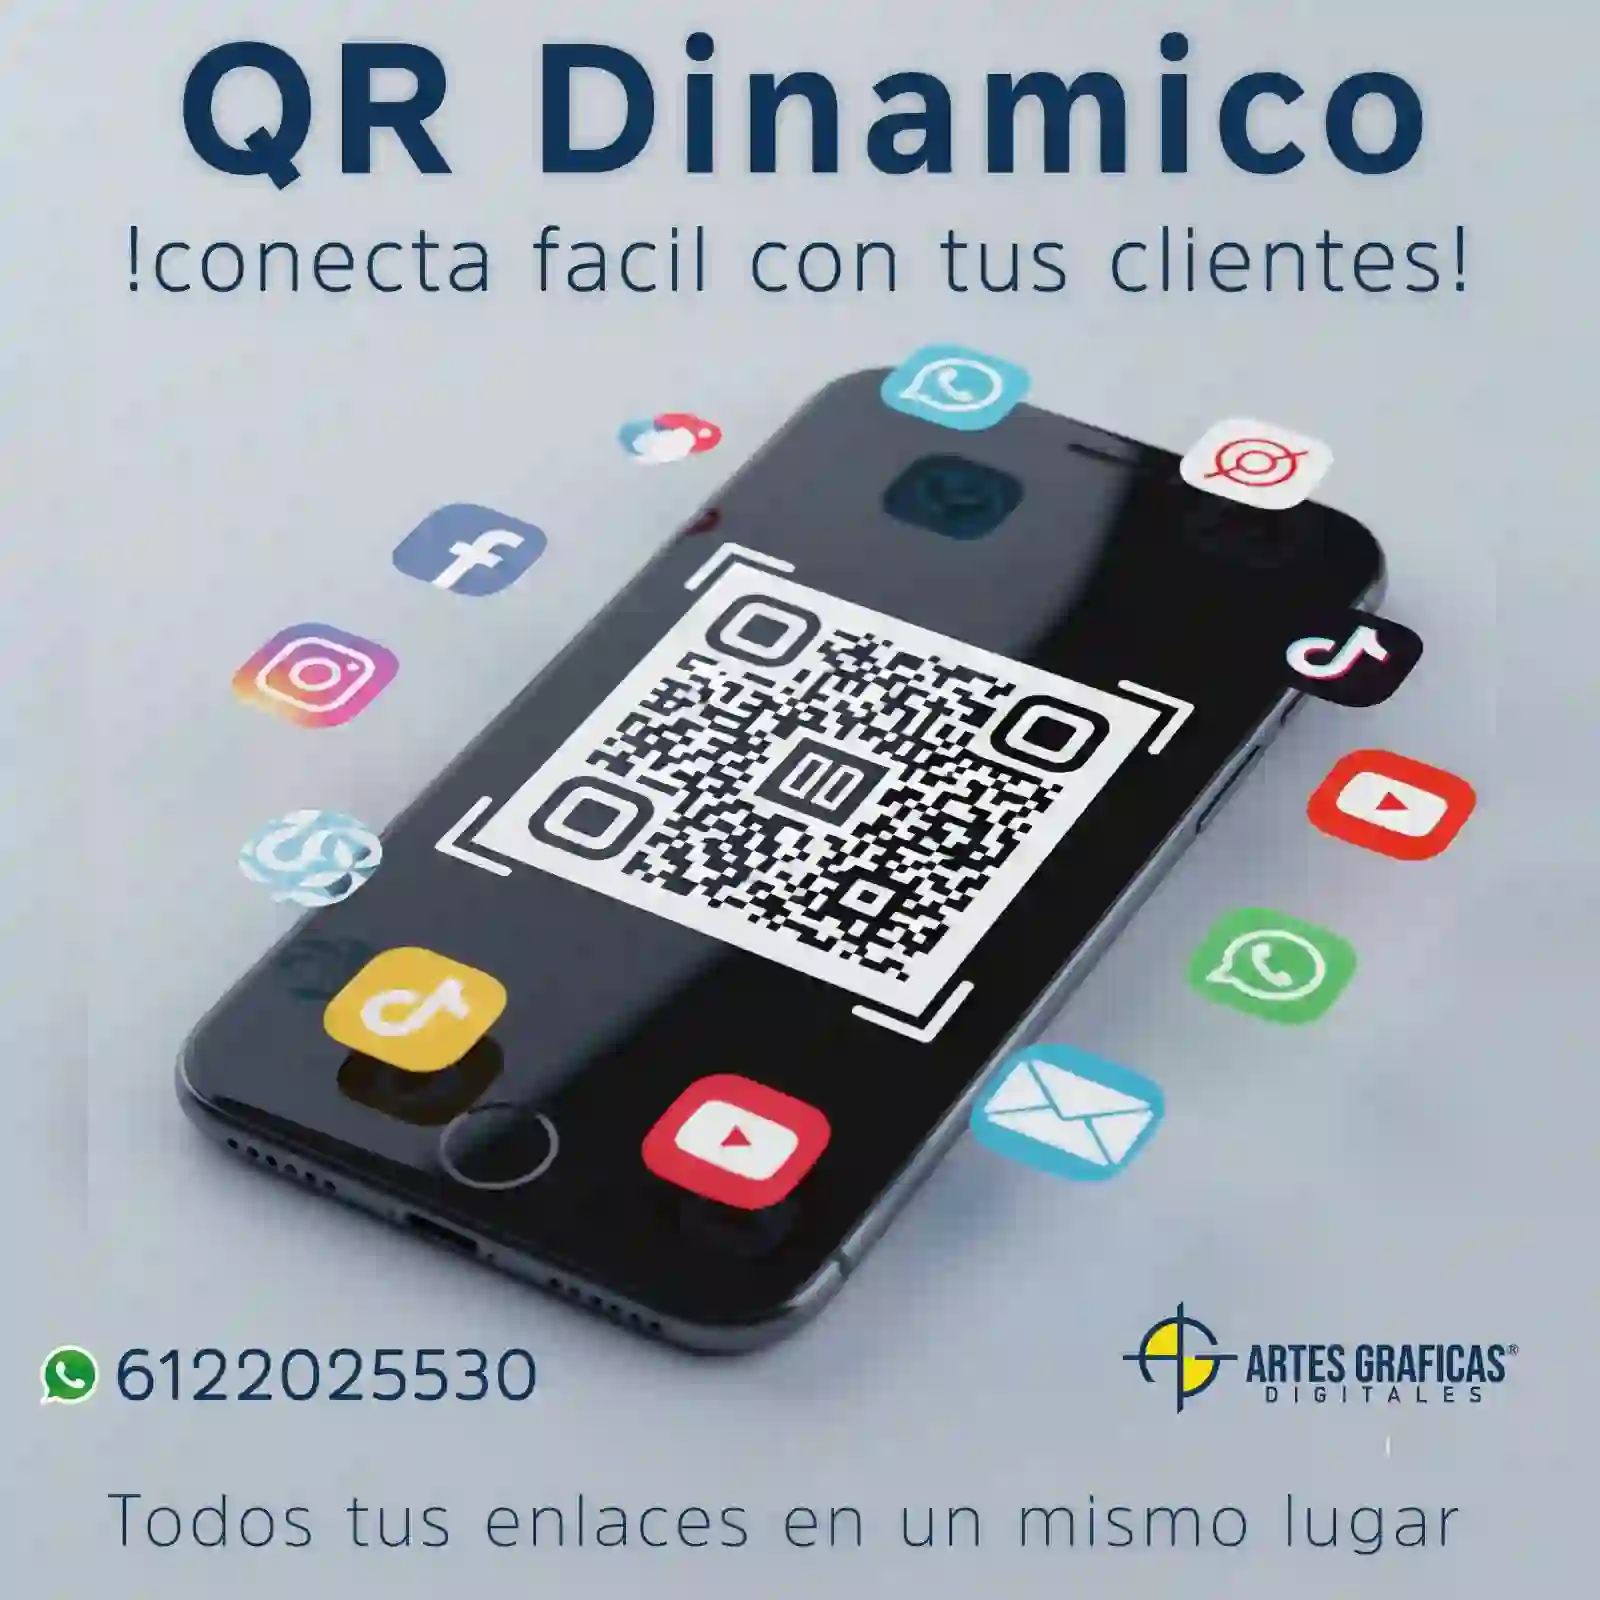 QR Dinamico
!conecta facil con tus clientes!
6122025530
ARTES GRAFICAS®
DIGITALES
Todos tus enlaces en un mismo lugar